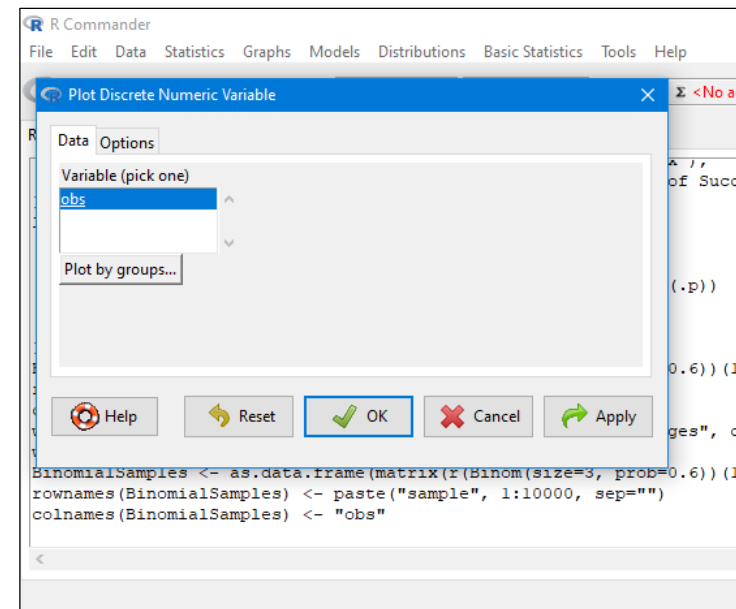 R Commander
File Edit Data Statistics Graphs Models Distributions Basic Statistics Tools Help
Plot Discrete Numeric Variable
Σ <No a
R
Data Options
Variable (pick one)
of Succ
obs
Plot by groups...
(.p))
0.6))(1
Help Reset OK Cancel Apply
ges", c
BinomialSamples <- as.data.frame(matrix(r(Binom(size=3, prob=0.6))(1
rownames(BinomialSamples) <- paste("sample", 1:10000, sep="")
colnames(BinomialSamples) <- "obs"